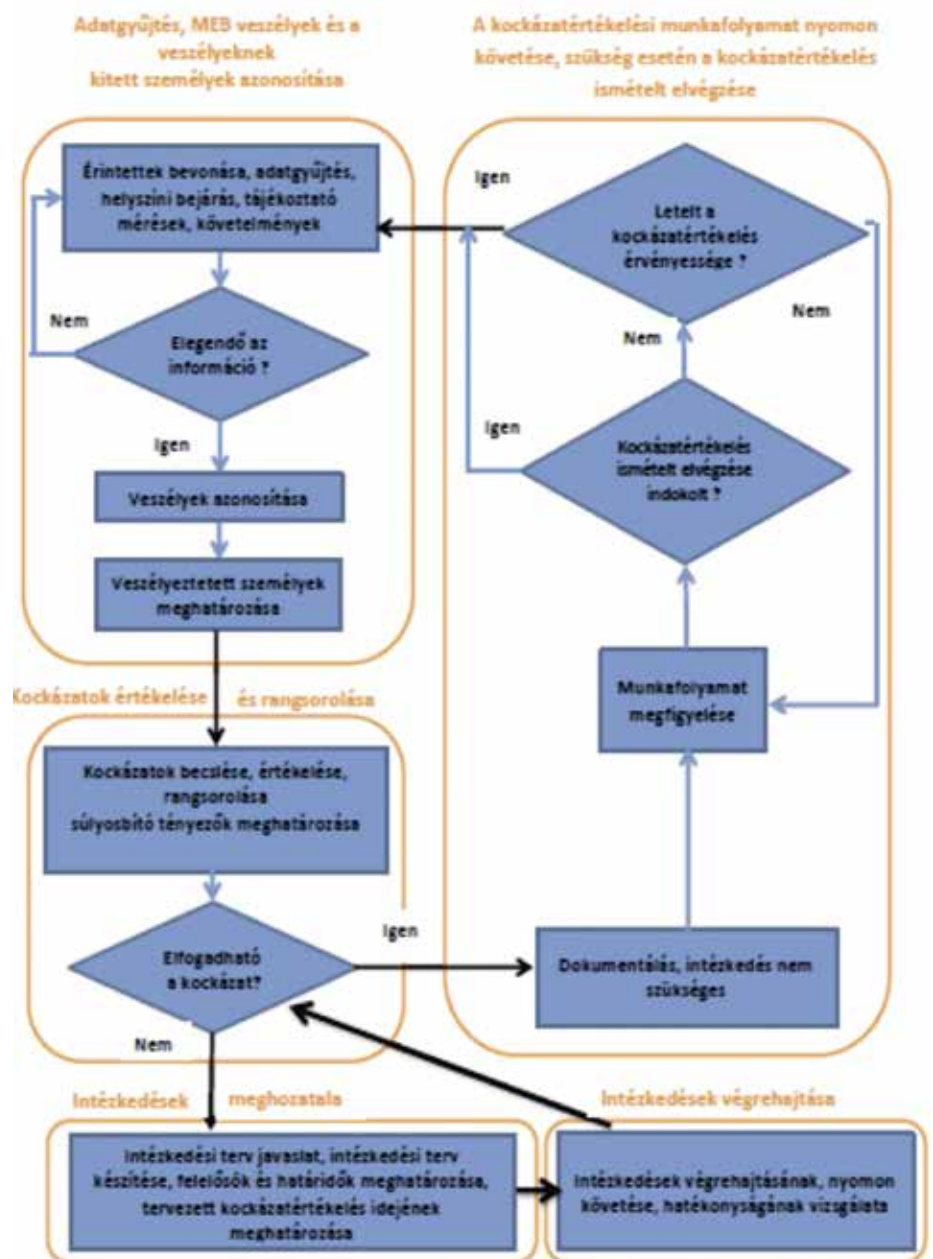 Adatgyűjtés, MEB veszélyek és a
veszélyeknek
kitett személyek azonosítása
Érintettek bevonása, adatgyűjtés,
helyszíni bejárás, tájékoztató
mérések, követelmények
Nem
Elegendő az
információ ?
Igen
Veszélyek azonosítása
Veszélyeztetett személyek
meghatározása
Kockázatok értékelése és rangsorolása
Kockázatok becslése, értékelése,
rangsorolása
súlyosbító tényezők meghatározása
Elfogadható
a kockázat?
Igen
Nem
Intézkedések meghozatala
Intézkedési terv javaslat, intézkedési terv
készítése, felelősök és határidők meghatározása,
tervezett kockázatértékelés idejének
meghatározása
Intézkedések végrehajtása
Intézkedések végrehajtásának, nyomon
követése, hatékonyságának vizsgálata
A kockázatértékelési munkafolyamat nyomon
követése, szükség esetén a kockázatértékelés
ismételt elvégzése
Igen
Letelt a
kockázatértékelés
érvényessége ?
Nem
Nem
Igen
Kockázatértékelés
ismételt elvégzése
indokolt ?
Munkafolyamat
megfigyelése
Dokumentálás, intézkedés nem
szükséges